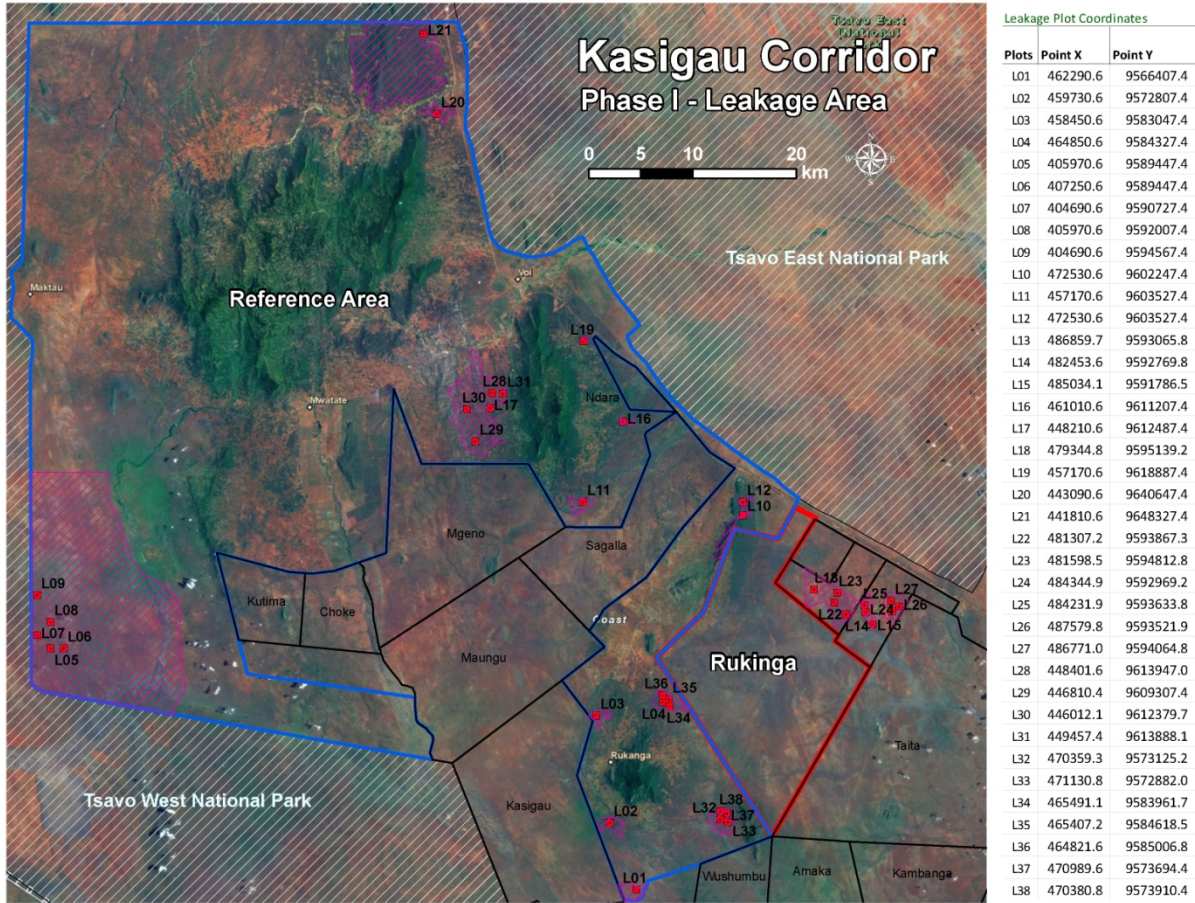 Tsavo East
National
Park
Kasigau Corridor
Phase I - Leakage Area
0 10 20
km
N
W E
S
L21
L20
Tsavo East National Park
Voi
Maktau
Reference Area
L19
L28 L31
L30 L17
Ndara
Mwatate
L16
L29
L12
L11
L10
Mgeno
Sagalla
L09
L18 L23
L27
L25
L26
L24
Kutima
Choke
L08
L22
L14 L15
Coast
L07 L06
L05
Maungu
Rukinga
L36 L35
L03
L04 L34
Taita
Rukanga
Tsavo West National Park
Kasigau
L38
L32
L37
L02
L33
Wushumbu
Amaka
Kambanga
L01
Leakage Plot Coordinates
Plots Point X Point Y
L01 462290.6 9566407.4
L02 459730.6 9572807.4
L03 458450.6 9583047.4
L04 464850.6 9584327.4
L05 405970.6 9589447.4
L06 407250.6 9589447.4
L07 404690.6 9590727.4
L08 405970.6 9592007.4
L09 404690.6 9594567.4
L10 472530.6 9602247.4
L11 457170.6 9603527.4
L12 472530.6 9603527.4
L13 486859.7 9593065.8
L14 482453.6 9592769.8
L15 485034.1 9591786.5
L16 461010.6 9611207.4
L17 448210.6 9612487.4
L18 479344.8 9595139.2
L19 457170.6 9618887.4
L20 443090.6 9640647.4
L21 441810.6 9648327.4
L22 481307.2 9593867.3
L23 481598.5 9594812.8
L24 484344.9 9592969.2
L25 484231.9 9593633.8
L26 487579.8 9593521.9
L27 486771.0 9594064.8
L28 448401.6 9613947.0
L29 446810.4 9609307.4
L30 446012.1 9612379.7
L31 449457.4 9613888.1
L32 470359.3 9573125.2
L33 471130.8 9572882.0
L34 465491.1 9583961.7
L35 465407.2 9584618.5
L36 464821.6 9585006.8
L37 470989.6 9573694.4
L38 470380.8 9573910.4